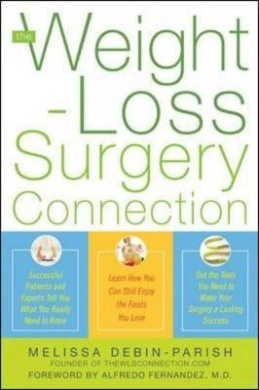 the
Weight
-Loss
Surgery
Connection
Successful
Patients and
Experts Tell You
What You Really
Need to Know
Learn How You
Can Still Enjoy
the Foods
You Love
Get the Tools
You Need to
Make Your
Surgery a Lasting
Success!
MELISSA DEBIN-PARISH
FOUNDER OF THEWLSCONNECTION.COM
FOREWORD BY ALFREDO FERNANDEZ, M.D.